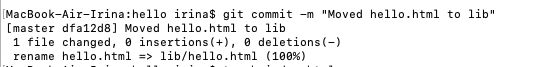 MacBook-Air-Irina:hello irina$ git commit -m "Moved hello.html to lib"
[master dfa12d8] Moved hello.html to lib
1 file changed, 0 insertions(+), 0 deletions(-)
rename hello.html => lib/hello.html (100%)